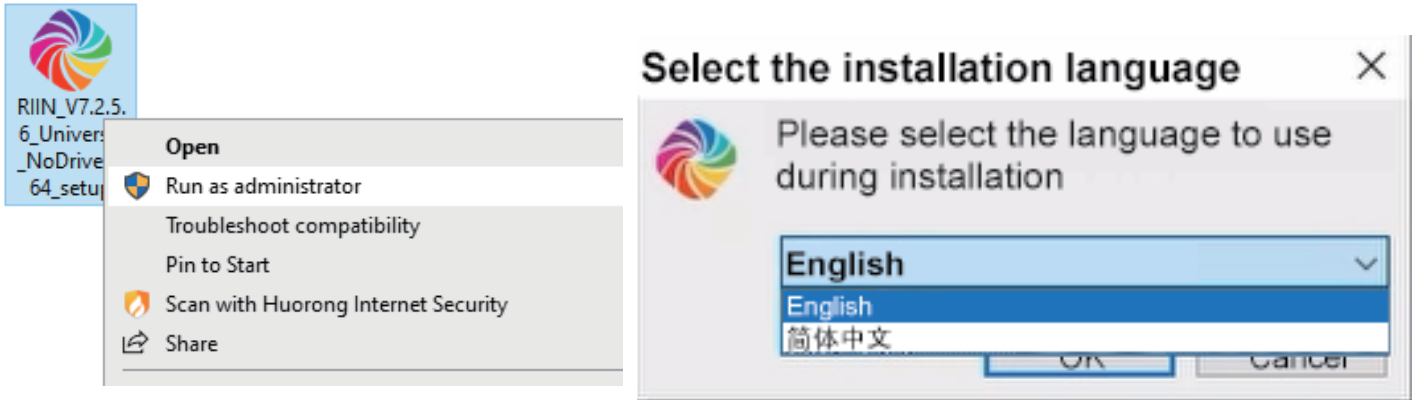 RIIN_V7.2.5.
6_Univers
_NoDrive
64_setup
Open
Run as administrator
Troubleshoot compatibility
Pin to Start
Scan with Huorong Internet Security
Share
Select the installation language
Please select the language to use
during installation
English
English
简体中文
OK Cancel